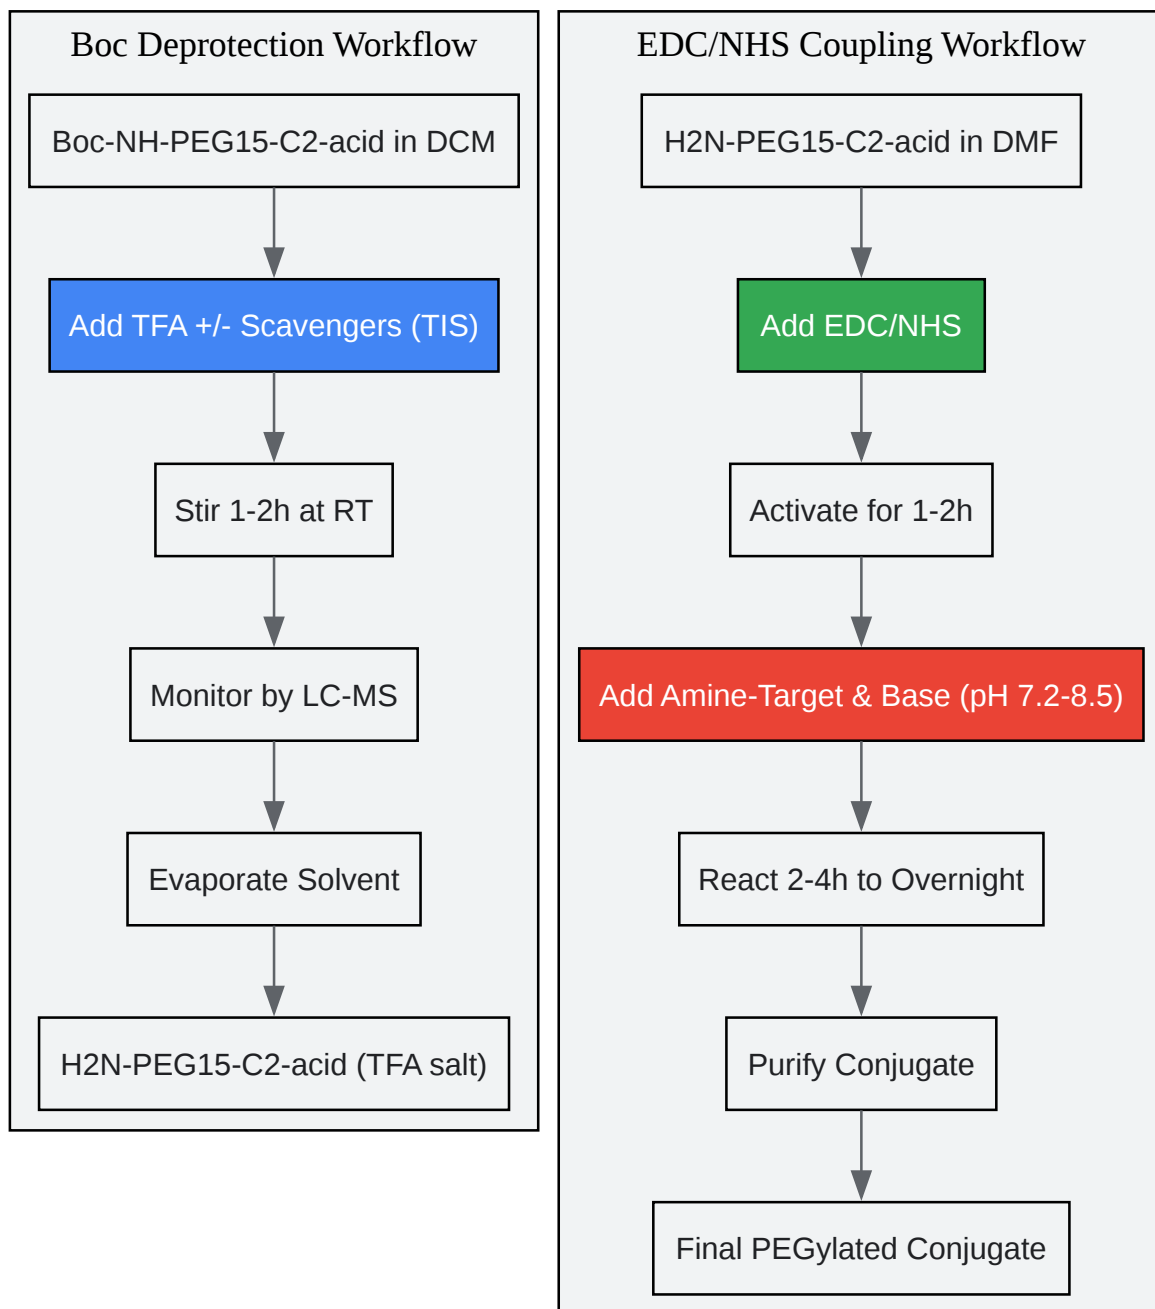 Boc Deprotection Workflow
Boc-NH-PEG15-C2-acid in DCM
Add TFA +/- Scavengers (TIS)
Stir 1-2h at RT
Monitor by LC-MS
Evaporate Solvent
H2N-PEG15-C2-acid (TFA salt)
EDC/NHS Coupling Workflow
H2N-PEG15-C2-acid in DMF
Add EDC/NHS
Activate for 1-2h
Add Amine-Target & Base (pH 7.2-8.5)
React 2-4h to Overnight
Purify Conjugate
Final PEGylated Conjugate